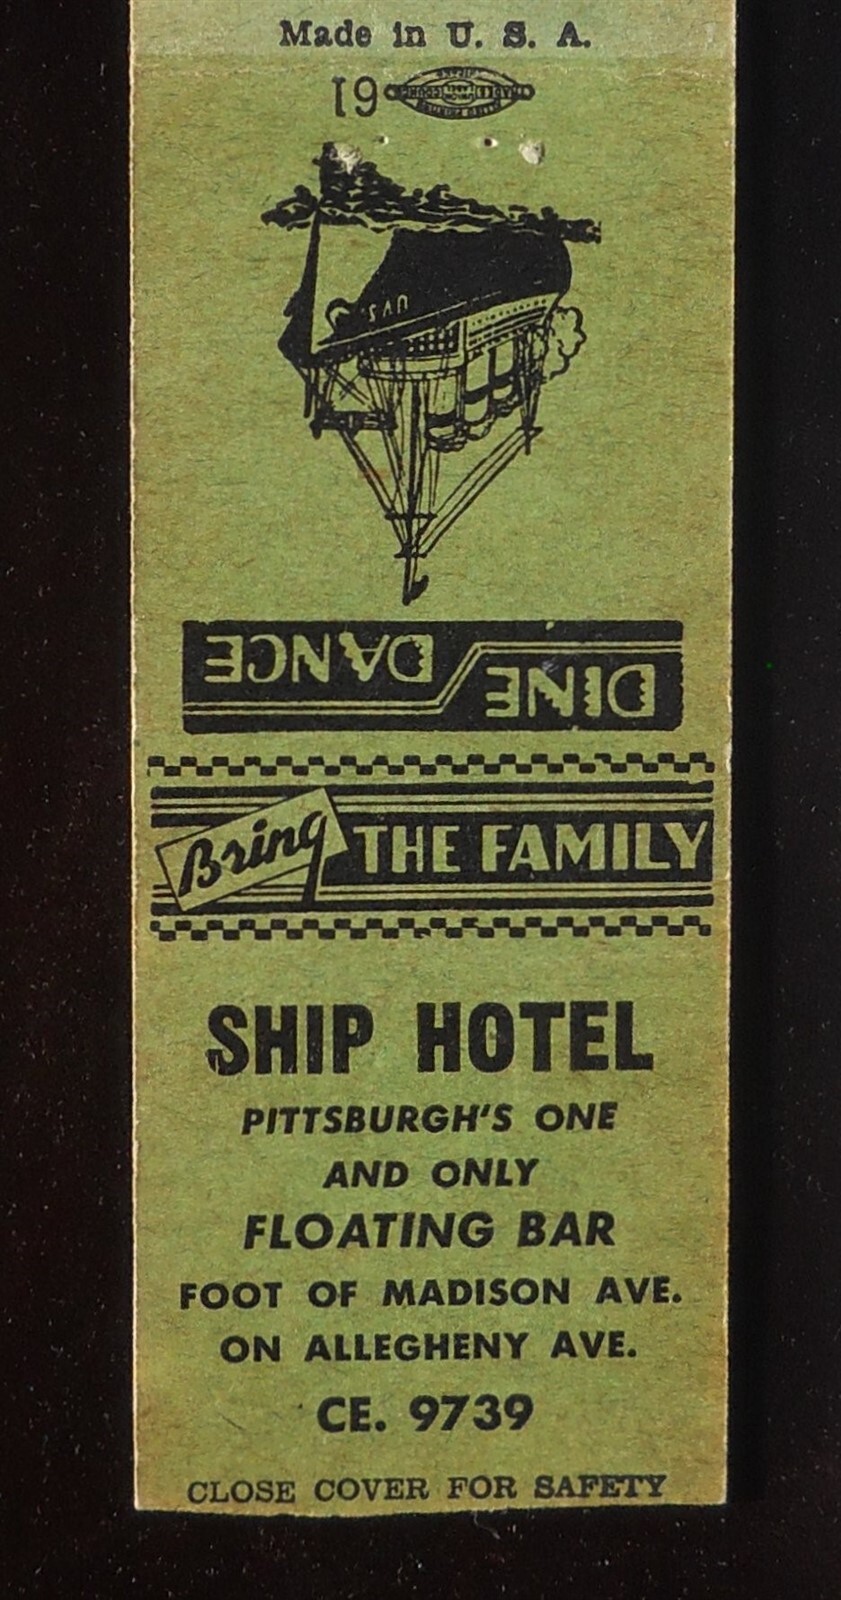 Made in U. S. A.
19
DINE
DANCE
Bring THE FAMILY
SHIP HOTEL
PITTSBURGH'S ONE
AND ONLY
FLOATING BAR
FOOT OF MADISON AVE.
ON ALLEGHENY AVE.
CE. 9739
CLOSE COVER FOR SAFETY